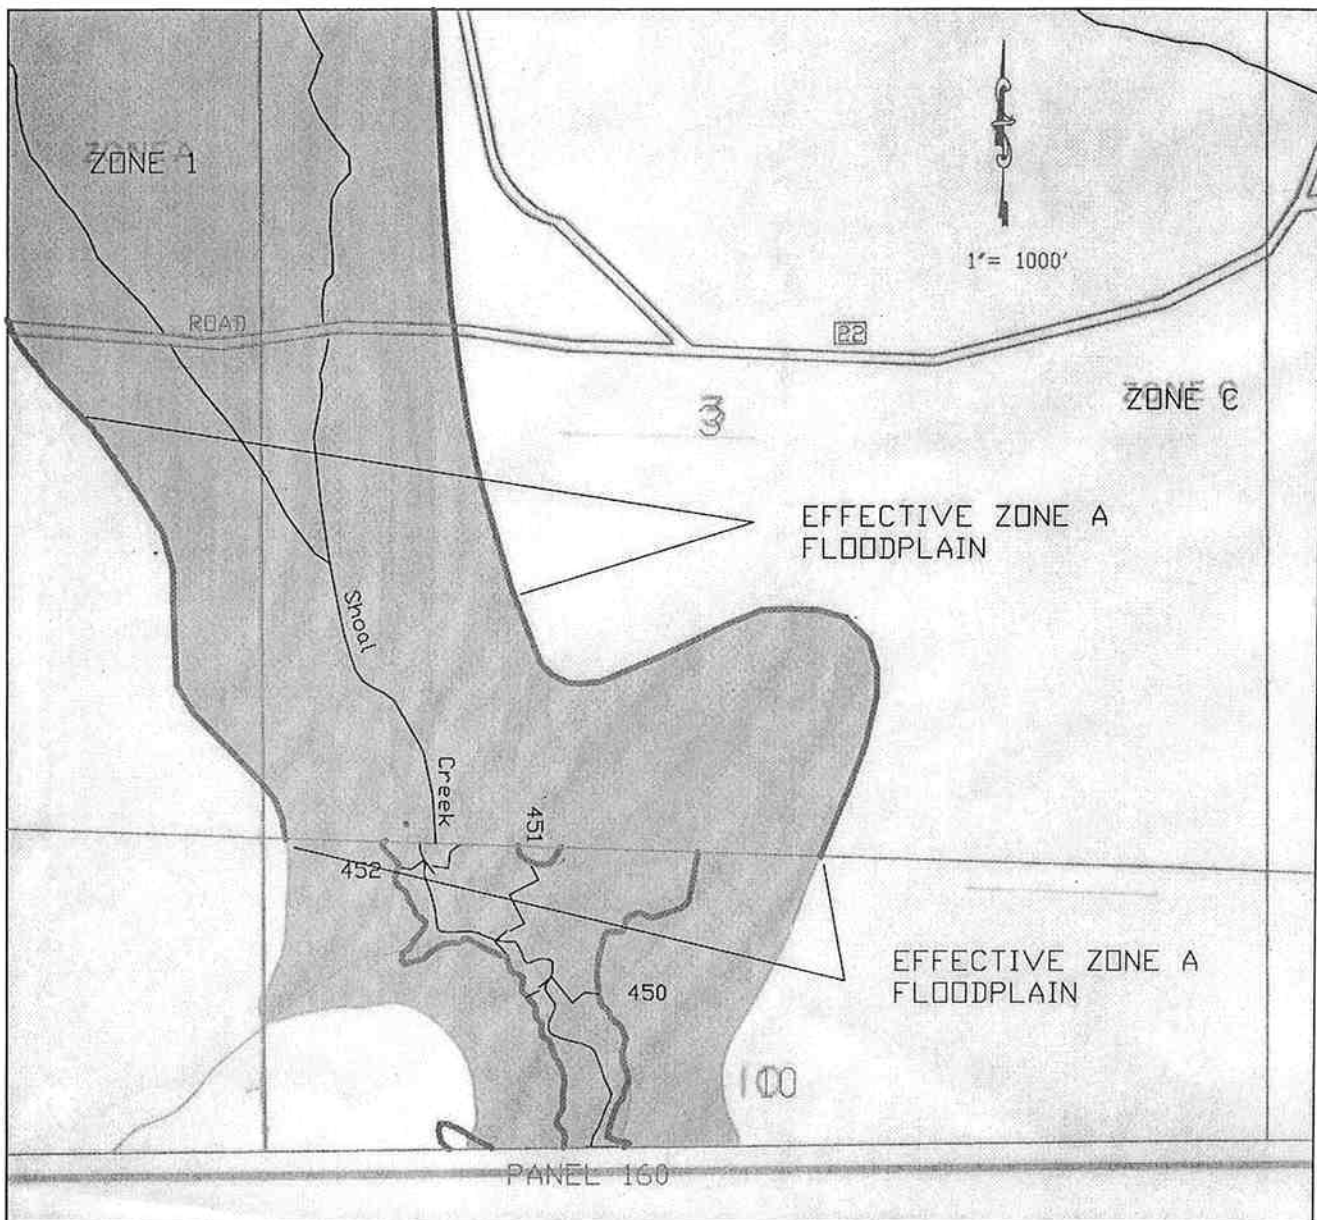 ZONE 1
1"= 1000'
ROAD
22
ZONE C
3
EFFECTIVE ZONE A
FLOODPLAIN
Shoal
Creek
451
452
450
EFFECTIVE ZONE A
FLOODPLAIN
10
PANEL 160